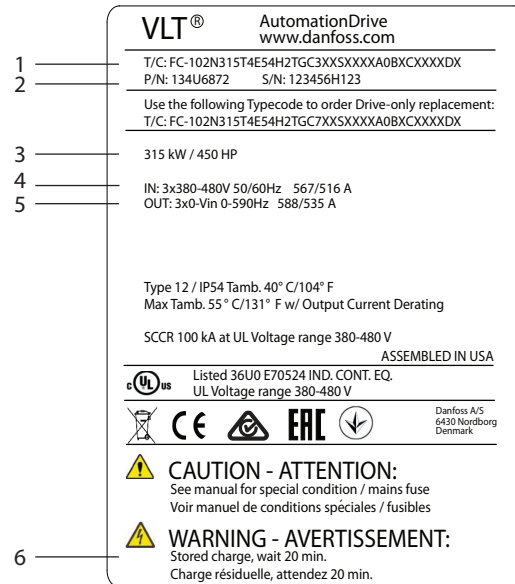 VLT® AutomationDrive
www.danfoss.com
1 T/C: FC-102N315T4E54H2TGC3XXSXXXXA0BXCXXXXDX
2 P/N: 134U6872 S/N: 123456H123
Use the following Typecode to order Drive-only replacement:
T/C: FC-102N315T4E54H2TGC7XXSXXXXA0BXCXXXXDX
3 315 kW / 450 HP
4 IN: 3x380-480V 50/60Hz 567/516 A
5 OUT: 3x0-Vin 0-590Hz 588/535 A
Type 12 / IP54 Tamb. 40° C/104° F
Max Tamb. 55° C/131° F w/ Output Current Derating
SCCR 100 kA at UL Voltage range 380-480 V
ASSEMBLED IN USA
c UL us Listed 36U0 E70524 IND. CONT. EQ.
UL Voltage range 380-480 V
CE EAC
Danfoss A/S
6430 Nordborg
Denmark
CAUTION - ATTENTION:
See manual for special condition / mains fuse
Voir manuel de conditions spéciales / fusibles
WARNING - AVERTISSEMENT:
6 Stored charge, wait 20 min.
Charge résiduelle, attendez 20 min.